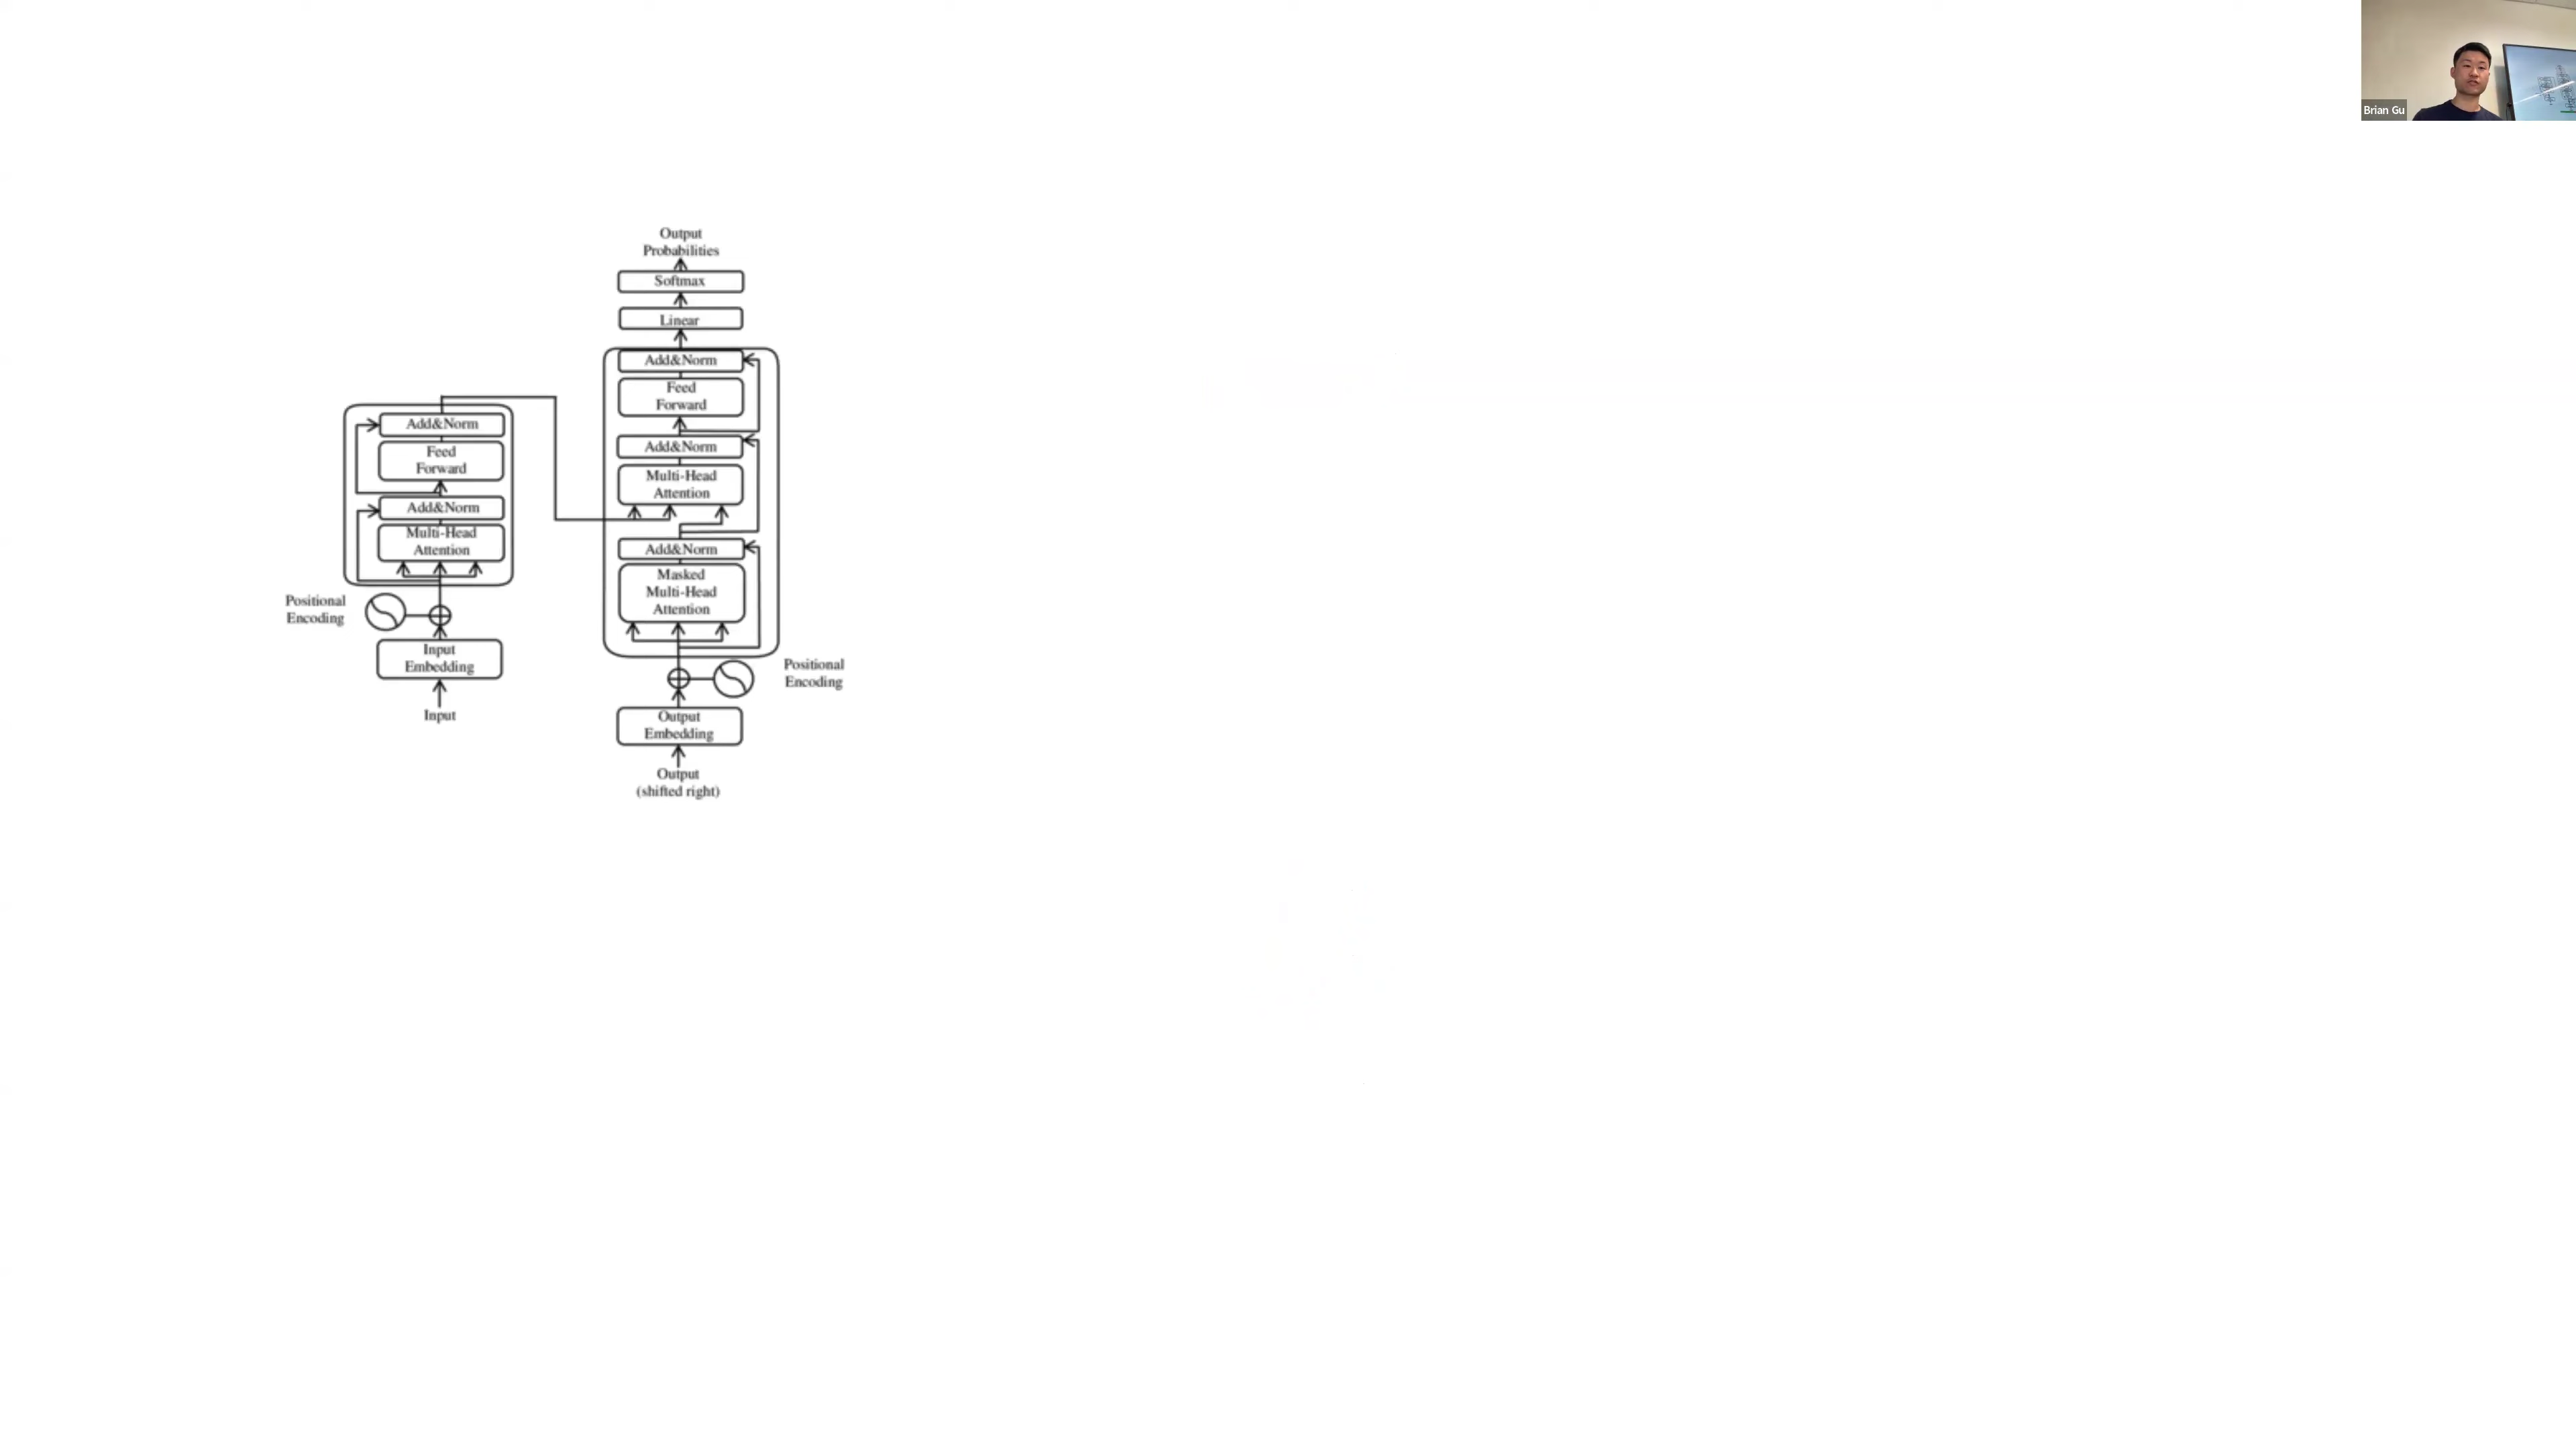 Brian Gu
Output
Probabilities
Softmax
Linear
Add&Norm
Feed
Forward
Add&Norm
Multi-Head
Attention
Add&Norm
Masked
Multi-Head
Attention
Positional
Encoding
Output
Embedding
Output
(shifted right)
Add&Norm
Feed
Forward
Add&Norm
Multi-Head
Attention
Positional
Encoding
Input
Embedding
Input